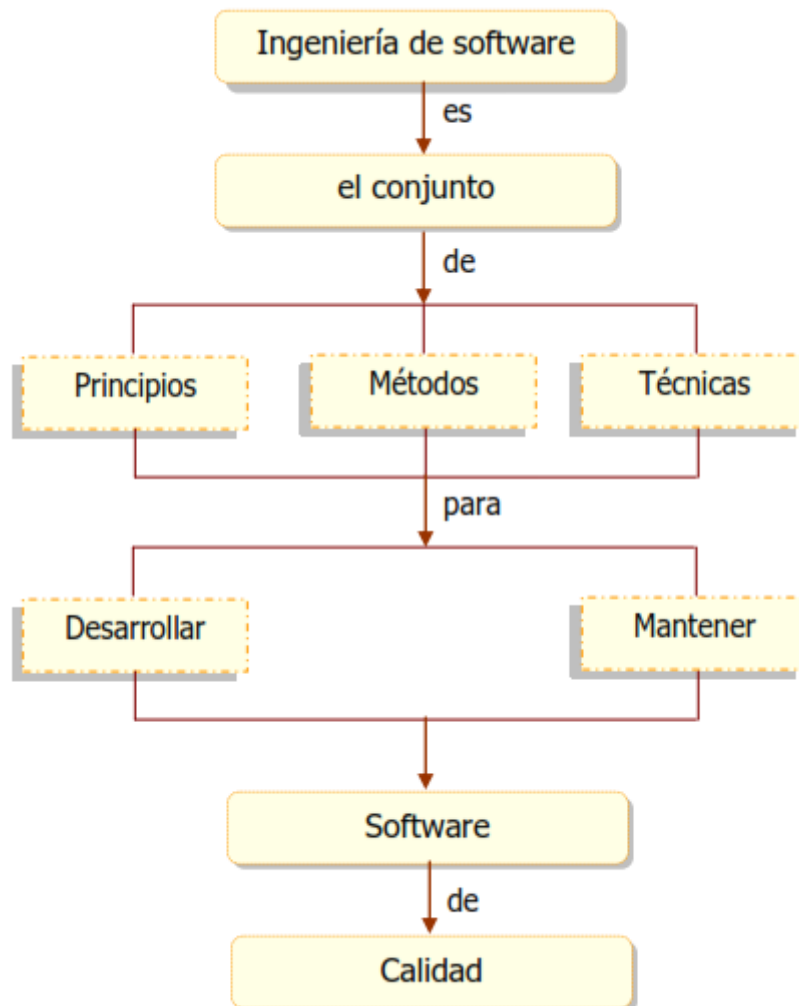 Ingeniería de software
es
el conjunto
de
Principios
Métodos
Técnicas
para
Desarrollar
Mantener
Software
de
Calidad